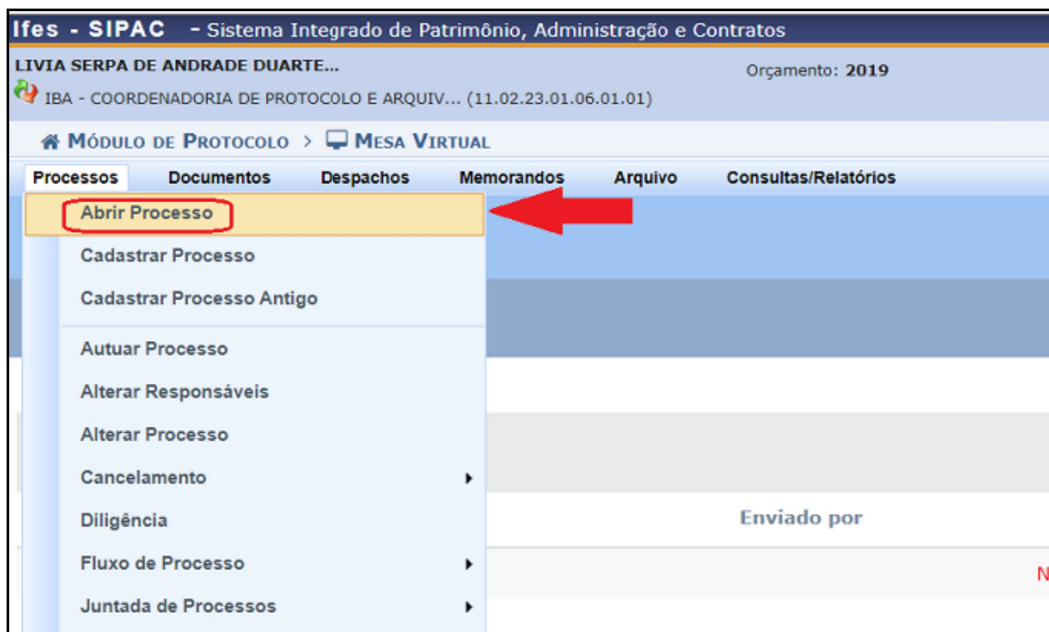 Ifes - SIPAC - Sistema Integrado de Patrimônio, Administração e Contratos
LIVIA SERPA DE ANDRADE DUARTE... Orçamento: 2019
IBA - COORDENADORIA DE PROTOCOLO E ARQUIV... (11.02.23.01.06.01.01)
MÓDULO DE PROTOCOLO > MESA VIRTUAL
Processos Documentos Despachos Memorandos Arquivo Consultas/Relatórios
Abrir Processo
Cadastrar Processo
Cadastrar Processo Antigo
Autuar Processo
Alterar Responsáveis
Alterar Processo
Cancelamento
Diligência
Enviado por
Fluxo de Processo
N
Juntada de Processos